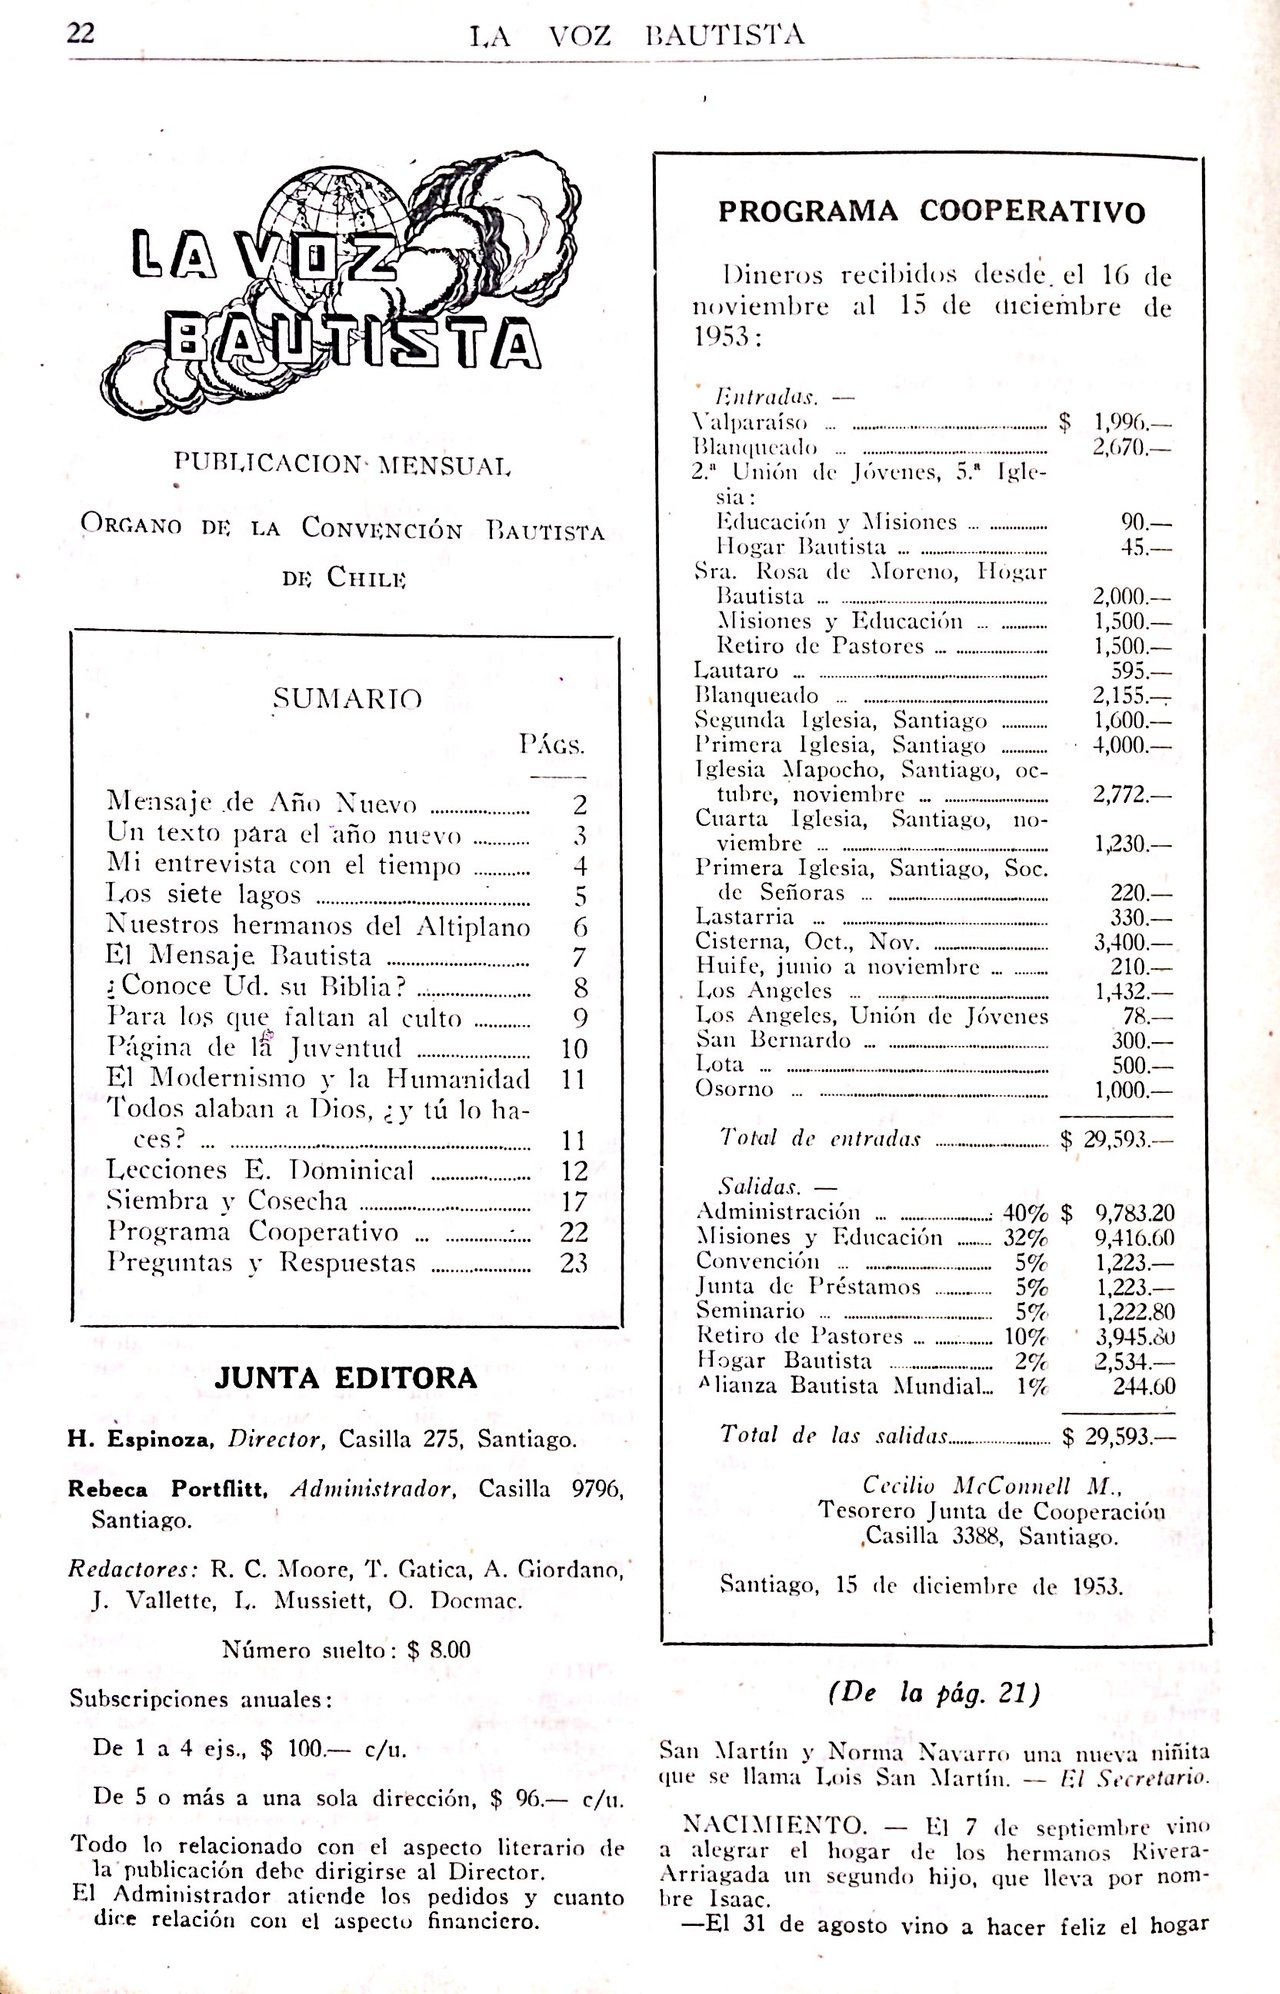 22
LA VOZ BAUTISTA
LA VOZ
BAUTISTA
PUBLICACION MENSUAL
ORGANO DE LA CONVENCIÓN BAUTISTA
DE CHILE
SUMARIO
PÁGS.
Mensaje de Año Nuevo ..................... 2
Un texto para el año nuevo ............ 3
Mi entrevista con el tiempo ............ 4
Los siete lagos ..................... 5
Nuestros hermanos del Altiplano 6
El Mensaje Bautista ..................... 7
¿Conoce Ud. su Biblia? ..................... 8
Para los que faltan al culto ............ 9
Página de la Juventud ..................... 10
El Modernismo y la Humanidad 11
Todos alaban a Dios, ¿y tú lo ha-
ces? ... ..................... 11
Lecciones E. Dominical ..................... 12
Siembra y Cosecha ..................... 17
Programa Cooperativo ... .................. 22
Preguntas y Respuestas ..................... 23
JUNTA EDITORA
H. Espinoza, Director, Casilla 275, Santiago.
Rebeca Portflitt, Administrador, Casilla 9796,
Santiago.
Redactores: R. C. Moore, T. Gatica, A. Giordano,
J. Vallette, L. Mussiett, O. Docmac.
Número suelto: $ 8.00
Subscripciones anuales:
De 1 a 4 ejs., $ 100.— c/u.
De 5 o más a una sola dirección, $ 96.— c/u.
Todo lo relacionado con el aspecto literario de
la publicación debe dirigirse al Director.
El Administrador atiende los pedidos y cuanto
dice relación con el aspecto financiero.
PROGRAMA COOPERATIVO
Dineros recibidos desde el 16 de
noviembre al 15 de diciembre de
1953:
Entradas. —
Valparaíso ... ..................... $ 1,996.—
Blanqueado ... ..................... 2,670.—
2.ª Unión de Jóvenes, 5.ª Igle-
sia:
Educación y Misiones ... ............ 90.—
Hogar Bautista ... ..................... 45.—
Sra. Rosa de Moreno, Hogar
Bautista ... ..................... 2,000.—
Misiones y Educación ... ............ 1,500.—
Retiro de Pastores ... ..................... 1,500.—
Lautaro ... ..................... 595.—
Blanqueado ... ..................... 2,155.—
Segunda Iglesia, Santiago ............ 1,600.—
Primera Iglesia, Santiago ............ 4,000.—
Iglesia Mapocho, Santiago, oc-
tubre, noviembre ... ..................... 2,772.—
Cuarta Iglesia, Santiago, no-
viembre ... ..................... 1,230.—
Primera Iglesia, Santiago, Soc.
de Señoras ... ..................... 220.—
Lastarria ... ..................... 330.—
Cisterna, Oct., Nov. ..................... 3,400.—
Huife, junio a noviembre ... ......... 210.—
Los Angeles ... ..................... 1,432.—
Los Angeles, Unión de Jóvenes 78.—
San Bernardo ... ..................... 300.—
Lota ... ..................... 500.—
Osorno ... ..................... 1,000.—
Total de entradas ..................... $ 29,593.—
Salidas. —
Administración ... ..................... 40% $ 9,783.20
Misiones y Educación ......... 32% 9,416.60
Convención ... ..................... 5% 1,223.—
Junta de Préstamos ............ 5% 1,223.—
Seminario ... ..................... 5% 1,222.80
Retiro de Pastores ... ............ 10% 3,945.80
Hogar Bautista ..................... 2% 2,534.—
Alianza Bautista Mundial... 1% 244.60
Total de las salidas..................... $ 29,593.—
Cecilio McConnell M.,
Tesorero Junta de Cooperación
Casilla 3388, Santiago.
Santiago, 15 de diciembre de 1953.
(De la pág. 21)
San Martín y Norma Navarro una nueva niñita
que se llama Lois San Martín. — El Secretario.
NACIMIENTO. — El 7 de septiembre vino
a alegrar el hogar de los hermanos Rivera-
Arriagada un segundo hijo, que lleva por nom-
bre Isaac.
—El 31 de agosto vino a hacer feliz el hogar